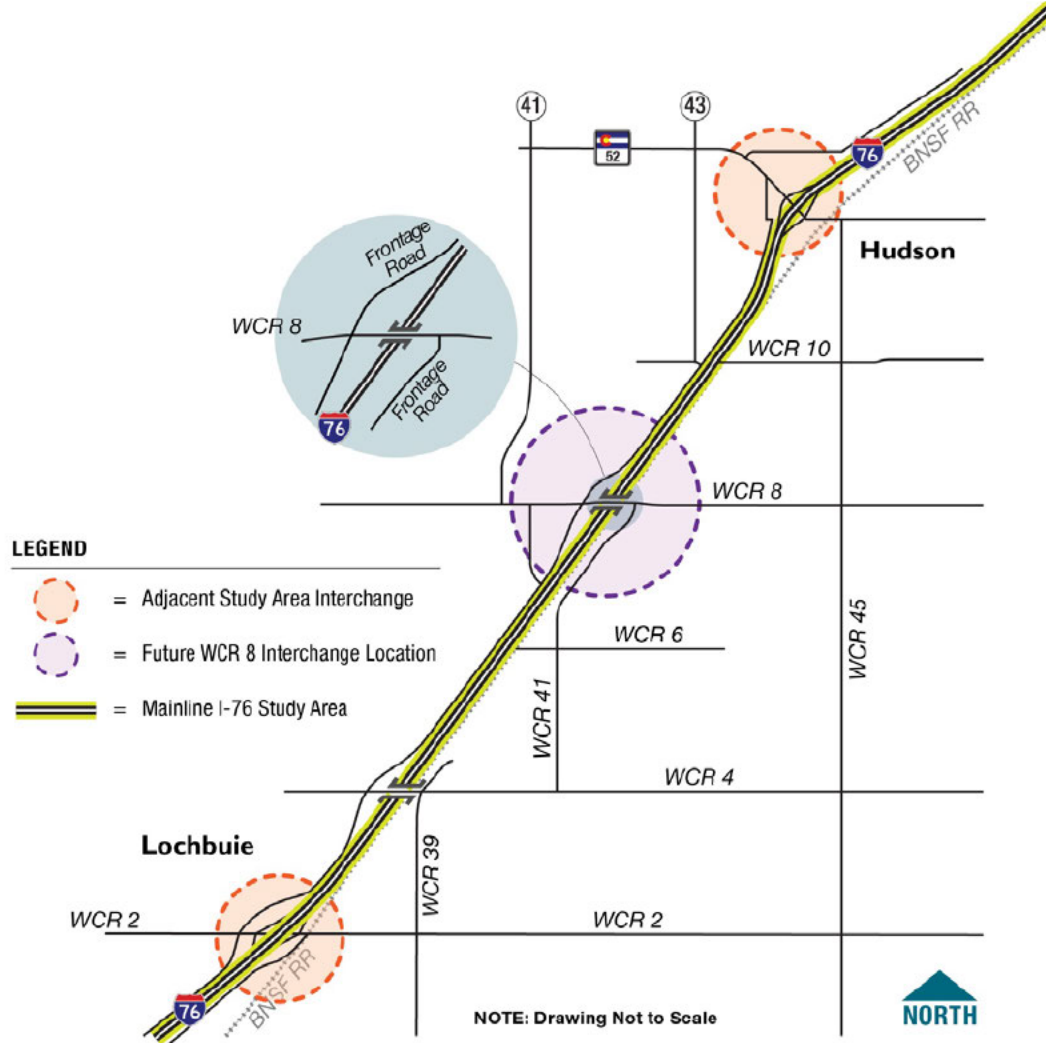 41
43
52
76
BNSF RR
Hudson
Frontage
Road
WCR 8
Frontage
Road
76
WCR 10
WCR 8
LEGEND
= Adjacent Study Area Interchange
= Future WCR 8 Interchange Location
= Mainline I-76 Study Area
WCR 6
WCR 45
WCR 41
WCR 4
Lochbuie
WCR 39
WCR 2
WCR 2
BNSF RR
76
NOTE: Drawing Not to Scale
NORTH